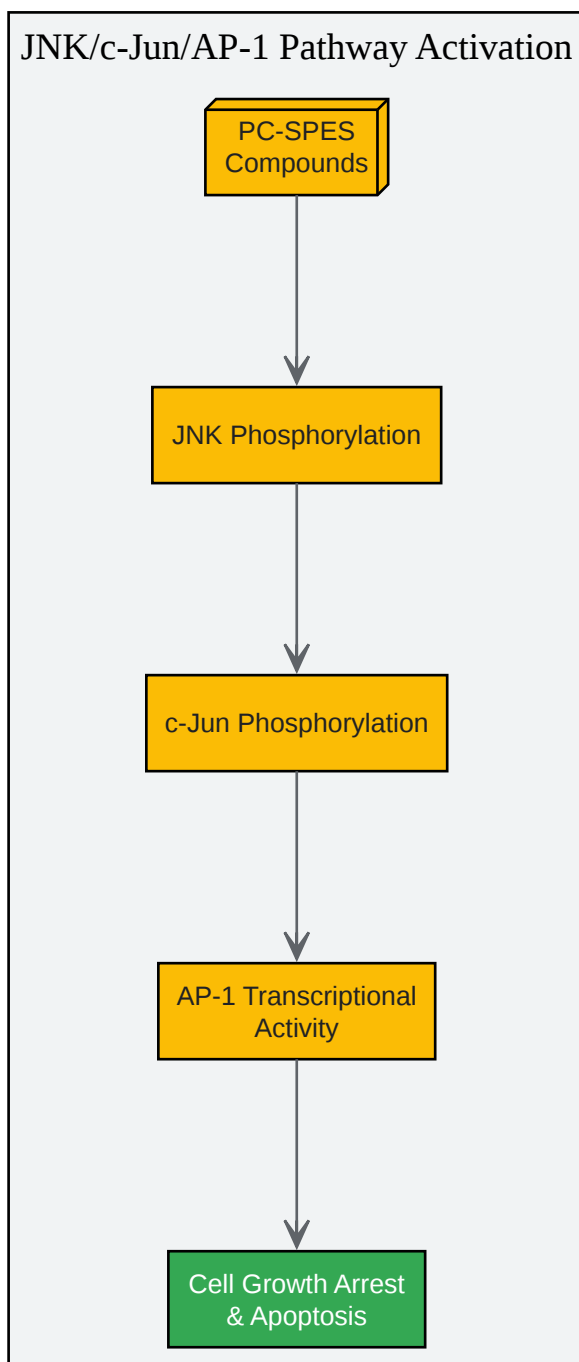 JNK/c-Jun/AP-1 Pathway Activation
PC-SPES
Compounds
JNK Phosphorylation
c-Jun Phosphorylation
AP-1 Transcriptional
Activity
Cell Growth Arrest
& Apoptosis